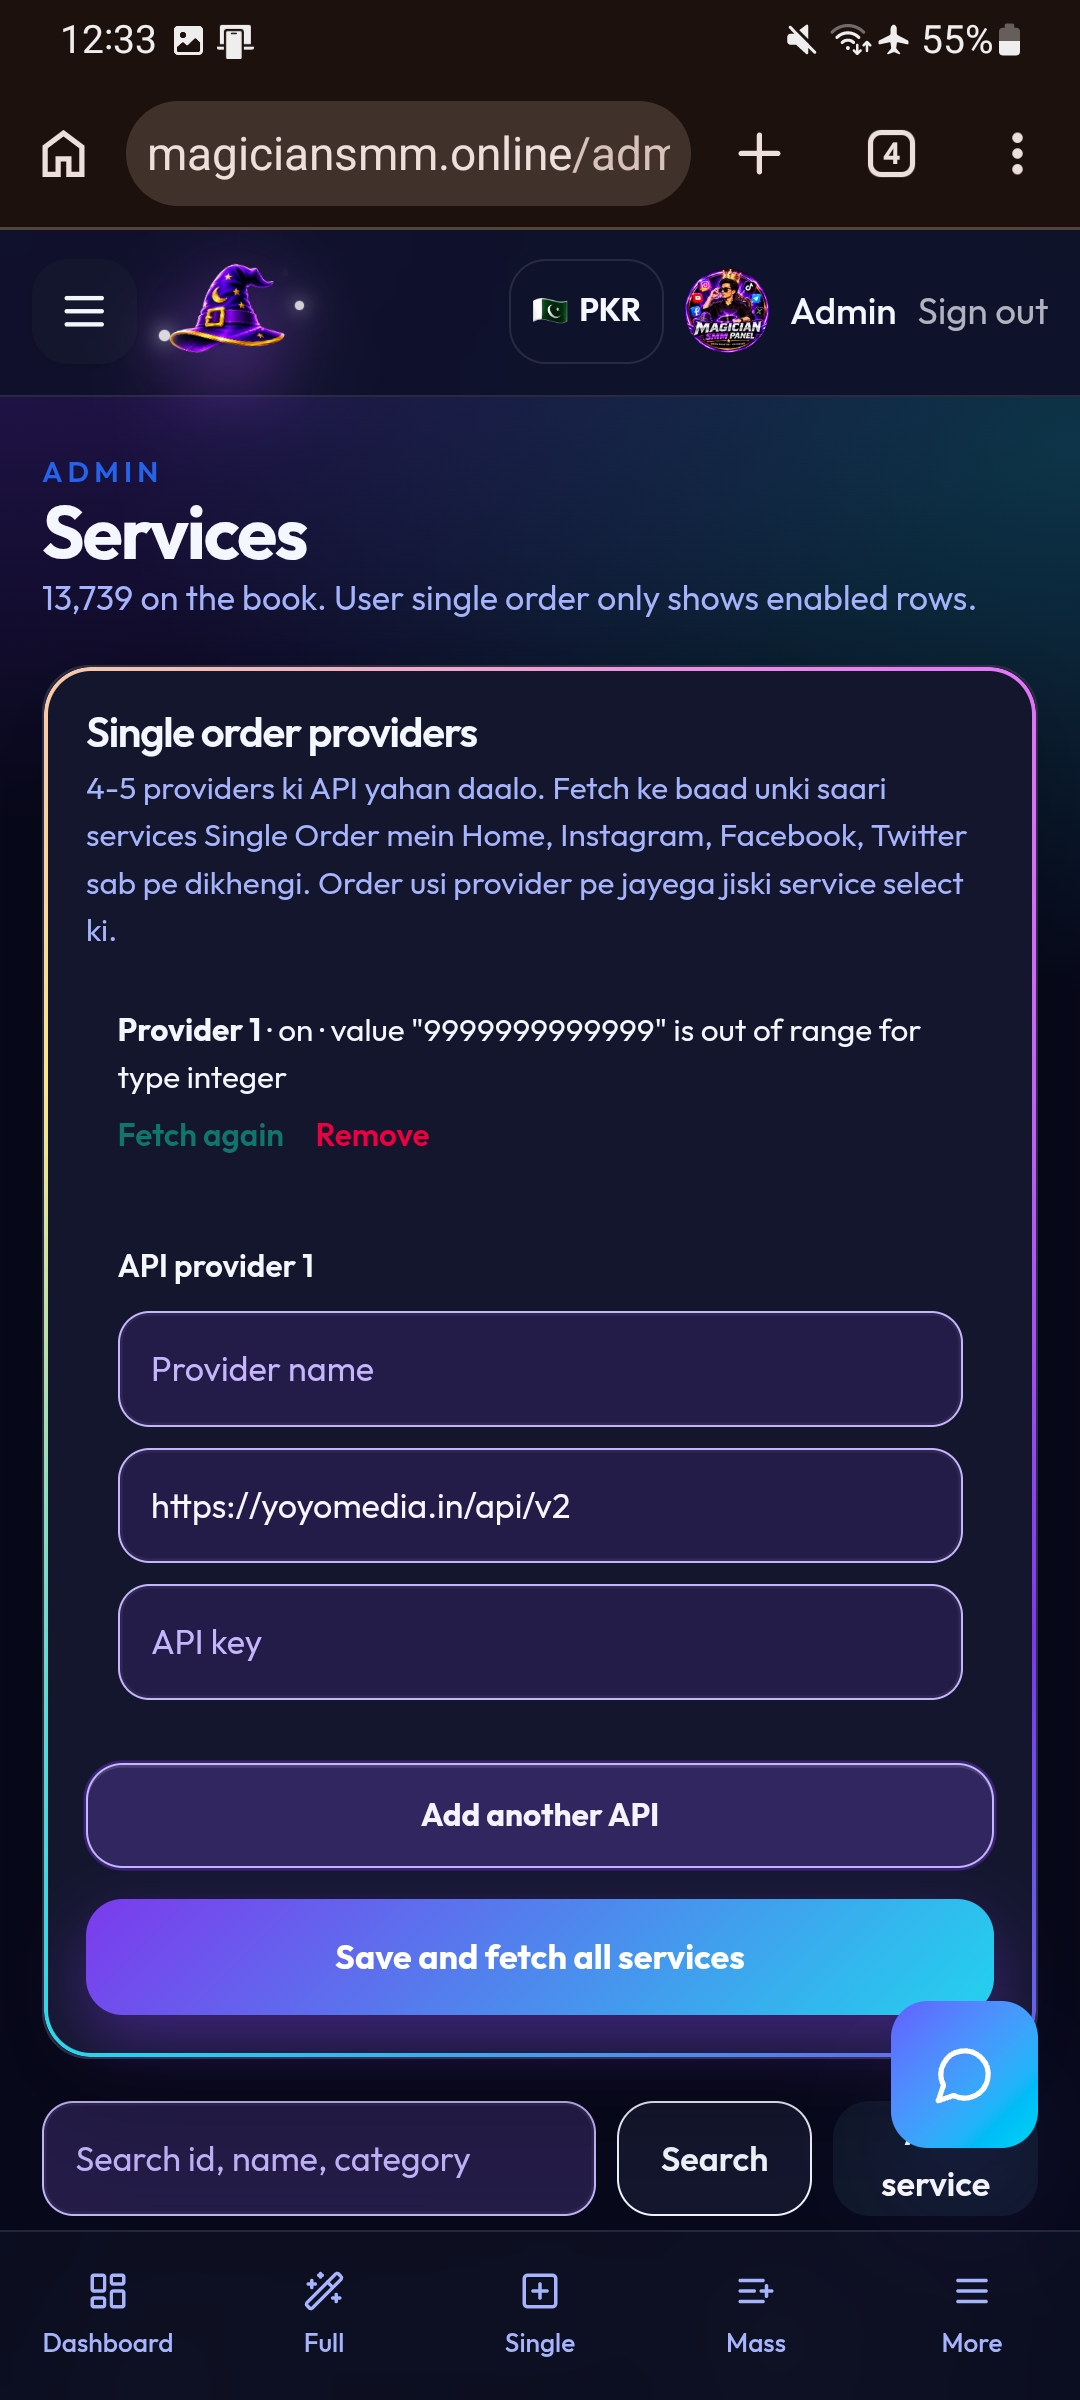 12:33
55%
magiciansmm.online/adm
4
PKR
MAGICIAN
SMM PANEL
Admin
Sign out
ADMIN
Services
13,739 on the book. User single order only shows enabled rows.
Single order providers
4-5 providers ki API yahan daalo. Fetch ke baad unki saari
services Single Order mein Home, Instagram, Facebook, Twitter
sab pe dikhengi. Order usi provider pe jayega jiski service select
ki.
Provider 1 · on · value "9999999999999" is out of range for
type integer
Fetch again Remove
API provider 1
Provider name
https://yoyomedia.in/api/v2
API key
Add another API
Save and fetch all services
Search id, name, category
Search
service
Dashboard
Full
Single
Mass
More